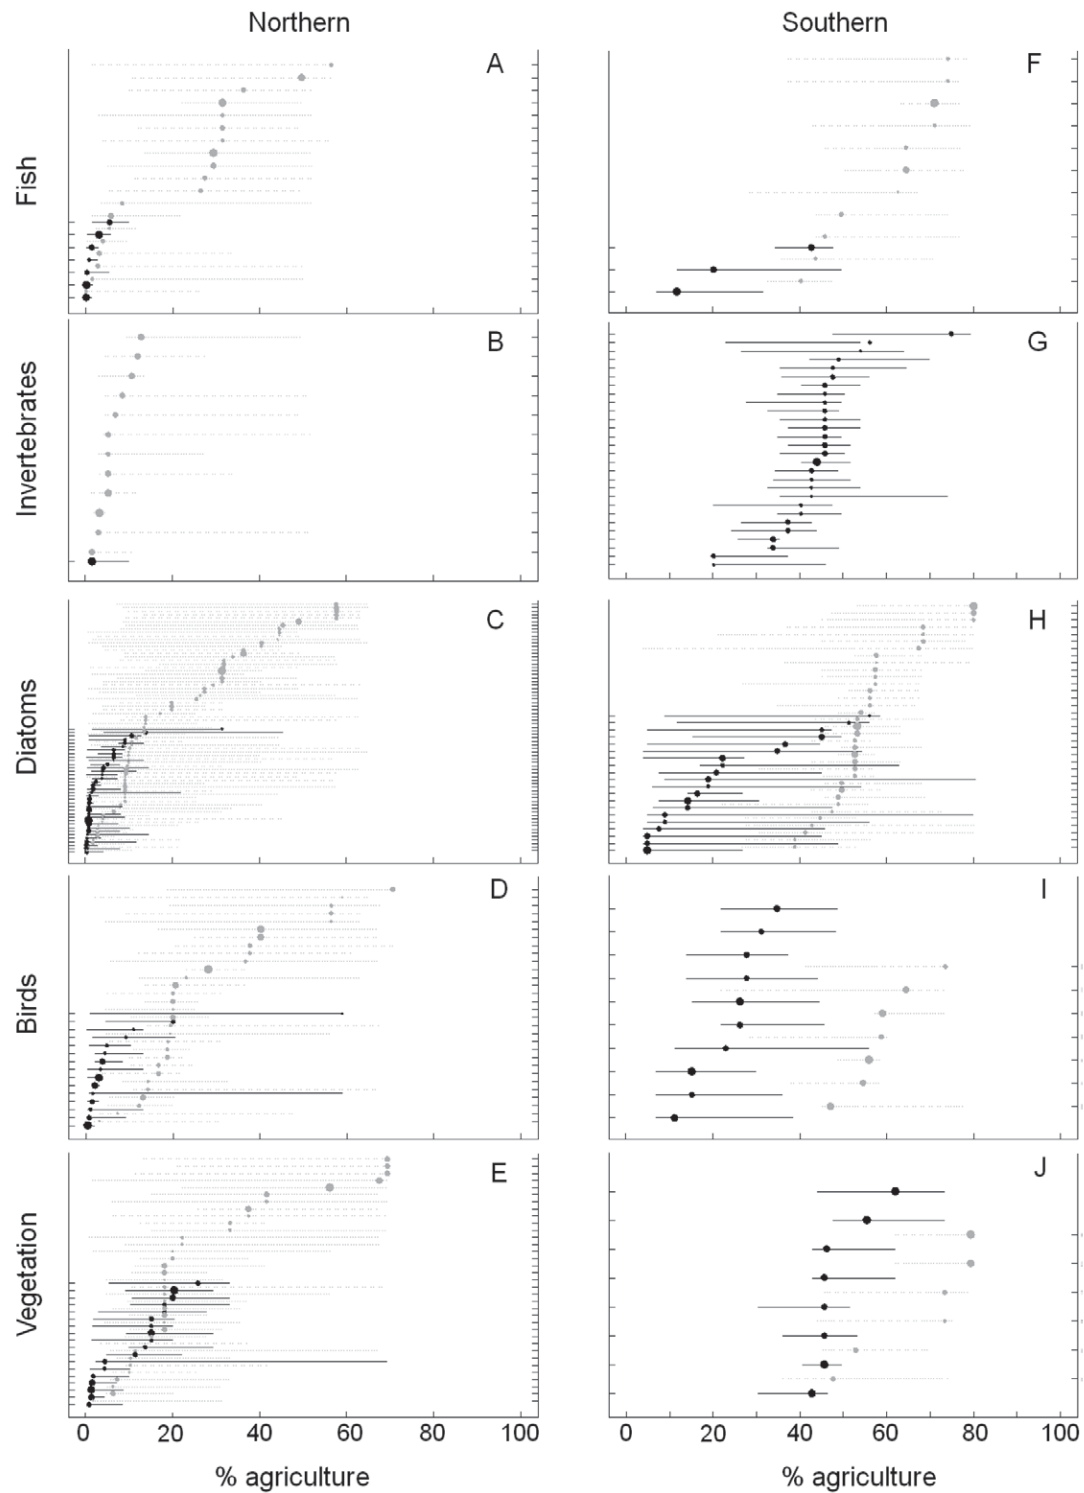 Northern Southern
A F
Fish
B G
Invertebrates
C H
Diatoms
D I
Birds
E J
Vegetation
0 20 40 60 80 100 0 20 40 60 80 100
% agriculture % agriculture